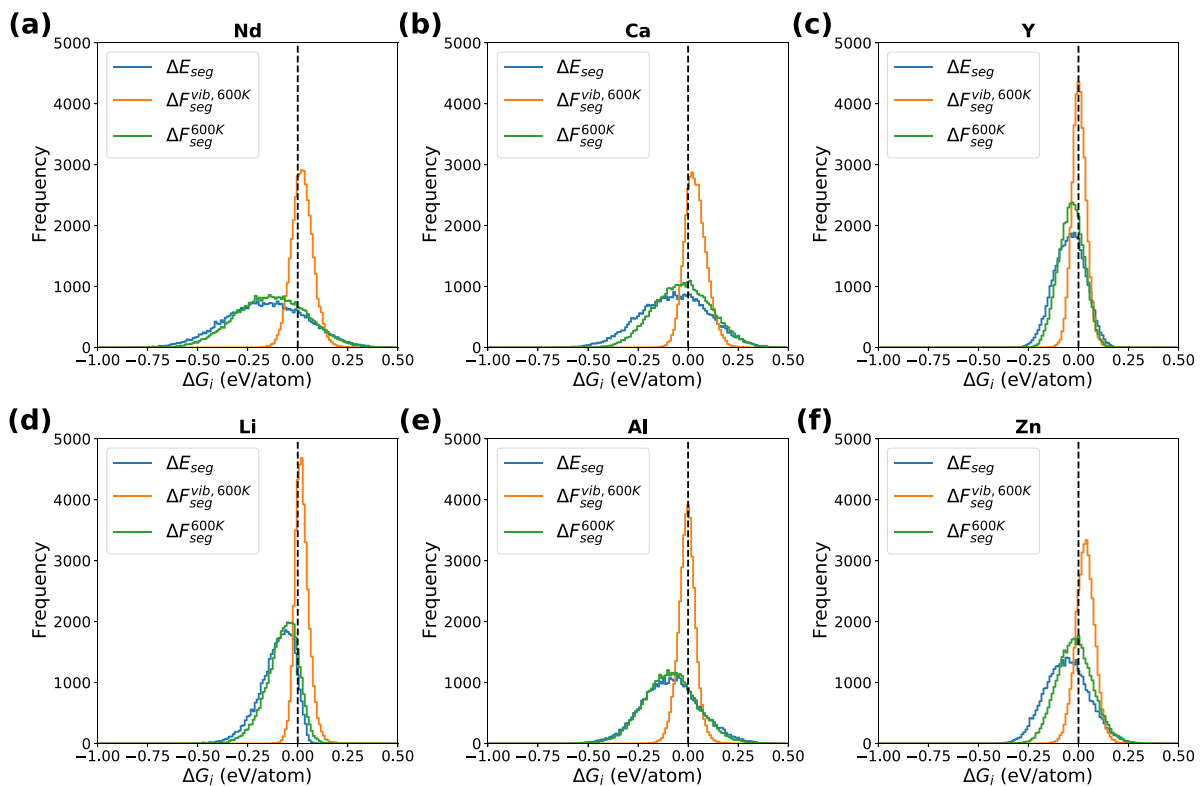 (a)
Nd
5000
4000
3000
2000
1000
0
Frequency
ΔE_seg
ΔF_seg^vib, 600K
ΔF_seg^600K
−1.00 −0.75 −0.50 −0.25 0.00 0.25 0.50
ΔG_i (eV/atom)
(b)
Ca
5000
4000
3000
2000
1000
0
Frequency
ΔE_seg
ΔF_seg^vib, 600K
ΔF_seg^600K
−1.00 −0.75 −0.50 −0.25 0.00 0.25 0.50
ΔG_i (eV/atom)
(c)
Y
5000
4000
3000
2000
1000
0
Frequency
ΔE_seg
ΔF_seg^vib, 600K
ΔF_seg^600K
−1.00 −0.75 −0.50 −0.25 0.00 0.25 0.50
ΔG_i (eV/atom)
(d)
Li
5000
4000
3000
2000
1000
0
Frequency
ΔE_seg
ΔF_seg^vib, 600K
ΔF_seg^600K
−1.00 −0.75 −0.50 −0.25 0.00 0.25 0.50
ΔG_i (eV/atom)
(e)
Al
5000
4000
3000
2000
1000
0
Frequency
ΔE_seg
ΔF_seg^vib, 600K
ΔF_seg^600K
−1.00 −0.75 −0.50 −0.25 0.00 0.25 0.50
ΔG_i (eV/atom)
(f)
Zn
5000
4000
3000
2000
1000
0
Frequency
ΔE_seg
ΔF_seg^vib, 600K
ΔF_seg^600K
−1.00 −0.75 −0.50 −0.25 0.00 0.25 0.50
ΔG_i (eV/atom)